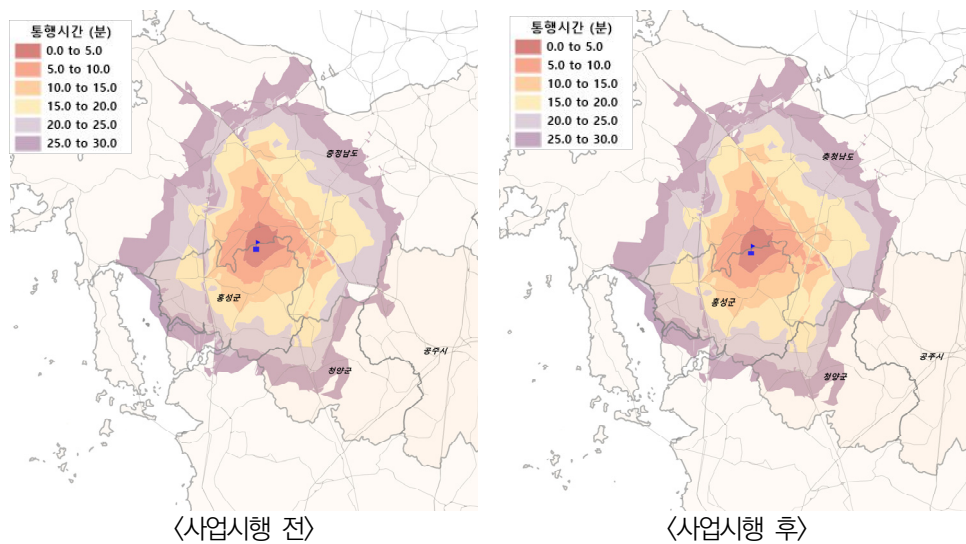 통행시간 (분)
0.0 to 5.0
5.0 to 10.0
10.0 to 15.0
15.0 to 20.0
20.0 to 25.0
25.0 to 30.0
충청남도
홍성군
공주시
청양군
〈사업시행 전〉
통행시간 (분)
0.0 to 5.0
5.0 to 10.0
10.0 to 15.0
15.0 to 20.0
20.0 to 25.0
25.0 to 30.0
충청남도
홍성군
공주시
청양군
〈사업시행 후〉